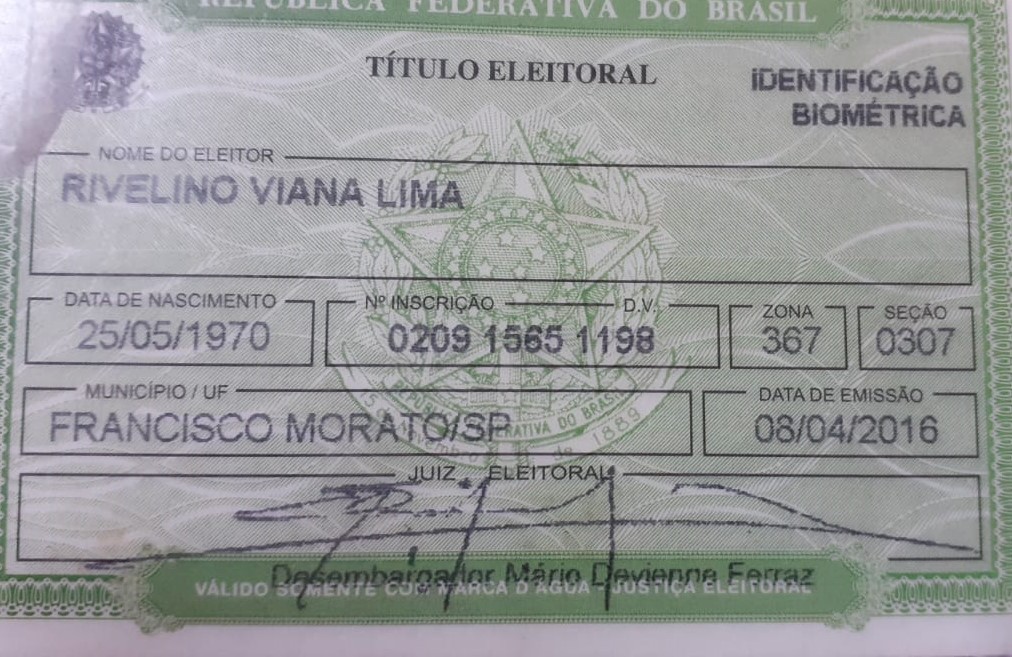 REPÚBLICA FEDERATIVA DO BRASIL
TÍTULO ELEITORAL
IDENTIFICAÇÃO
BIOMÉTRICA
NOME DO ELEITOR
RIVELINO VIANA LIMA
DATA DE NASCIMENTO
25/05/1970
Nº INSCRIÇÃO D.V.
0209 1565 1198
ZONA
367
SEÇÃO
0307
MUNICÍPIO / UF
FRANCISCO MORATO/SP
DATA DE EMISSÃO
08/04/2016
JUIZ ELEITORAL
Desembargador Mário Devienne Ferraz
VÁLIDO SOMENTE COM MARCA D'ÁGUA - JUSTIÇA ELEITORAL